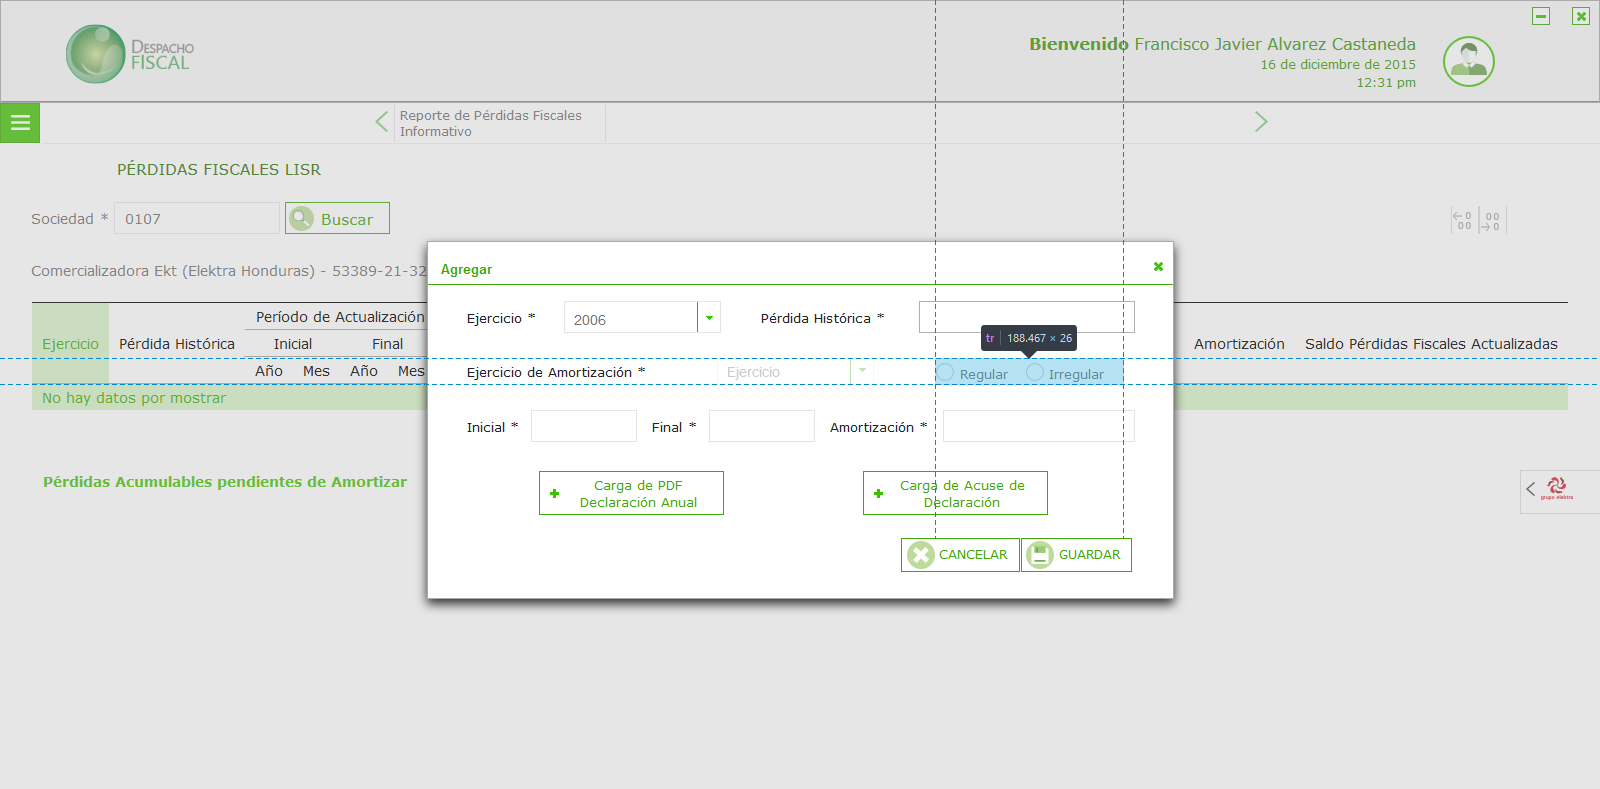 DESPACHO
FISCAL
Bienvenido Francisco Javier Alvarez Castaneda
16 de diciembre de 2015
12:31 pm
Reporte de Pérdidas Fiscales
Informativo
PÉRDIDAS FISCALES LISR
Sociedad * 0107 Buscar
←0 00
00 →0
Comercializadora Ekt (Elektra Honduras) - 53389-21-32
Agregar
Ejercicio * 2006 Pérdida Histórica *
tr 188.467 × 26
Ejercicio de Amortización * Ejercicio Regular Irregular
Inicial * Final * Amortización *
Carga de PDF
Declaración Anual
Carga de Acuse de
Declaración
CANCELAR GUARDAR
Período de Actualización
Ejercicio Pérdida Histórica Inicial Final Amortización Saldo Pérdidas Fiscales Actualizadas
Año Mes Año Mes
No hay datos por mostrar
Pérdidas Acumulables pendientes de Amortizar
grupo elektra